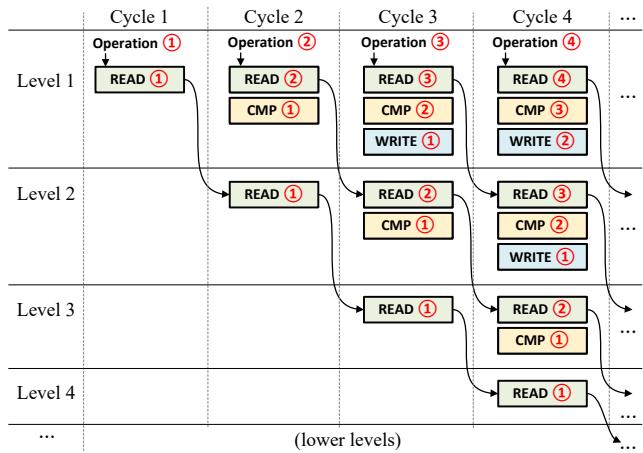 Cycle 1 Cycle 2 Cycle 3 Cycle 4 ...
Operation ① Operation ② Operation ③ Operation ④
Level 1 READ ① READ ② READ ③ READ ④ ...
CMP ① CMP ② CMP ③
WRITE ① WRITE ②
Level 2 READ ① READ ② READ ③ ...
CMP ① CMP ② ...
WRITE ①
Level 3 READ ① READ ② ...
CMP ①
Level 4 READ ① ...
...
... (lower levels) ...